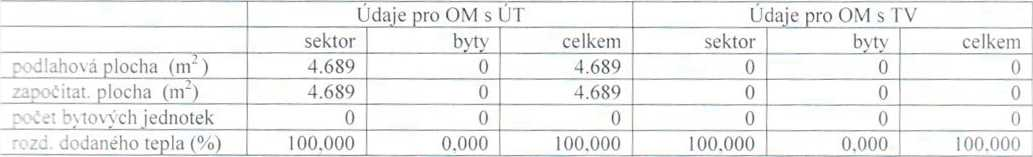 Údaje pro OM s ÚT Údaje pro OM s TV
sektor byty celkem sektor byty celkem
podlahová plocha (m²) 4.689 0 4.689 0 0 0
započitat. plocha (m²) 4.689 0 4.689 0 0 0
počet bytových jednotek 0 0 0 0 0 0
rozd. dodaného tepla (%) 100,000 0,000 100,000 100,000 0,000 100,000